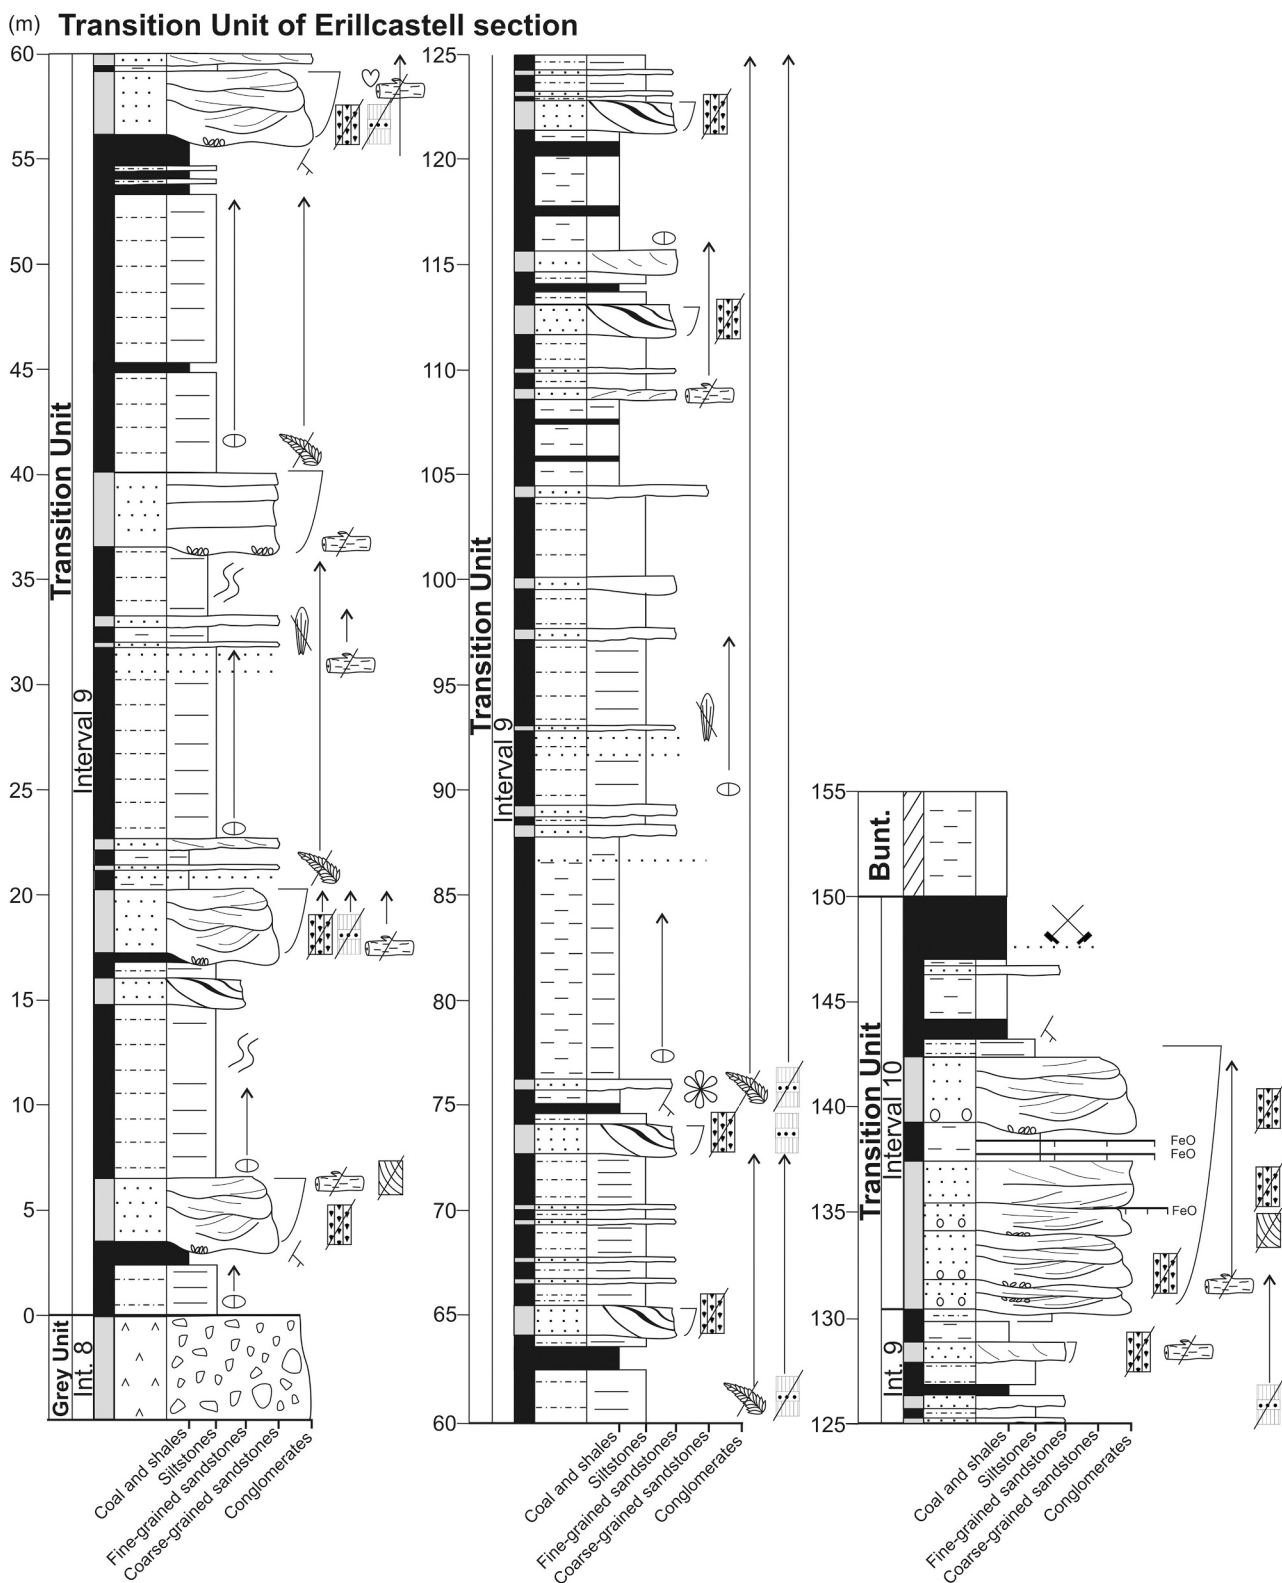 (m) Transition Unit of Erillcastell section
60
55
50
45
40
35
30
25
20
15
10
5
0
Transition Unit
Interval 9
Grey Unit
Int. 8
Coal and shales
Siltstones
Fine-grained sandstones
Coarse-grained sandstones
Conglomerates
125
120
115
110
105
100
95
90
85
80
75
70
65
60
Transition Unit
Interval 9
Coal and shales
Siltstones
Fine-grained sandstones
Coarse-grained sandstones
Conglomerates
155
150
145
140
135
130
125
Bunt.
Transition Unit
Interval 10
Int. 9
FeO
FeO
FeO
Coal and shales
Siltstones
Fine-grained sandstones
Coarse-grained sandstones
Conglomerates